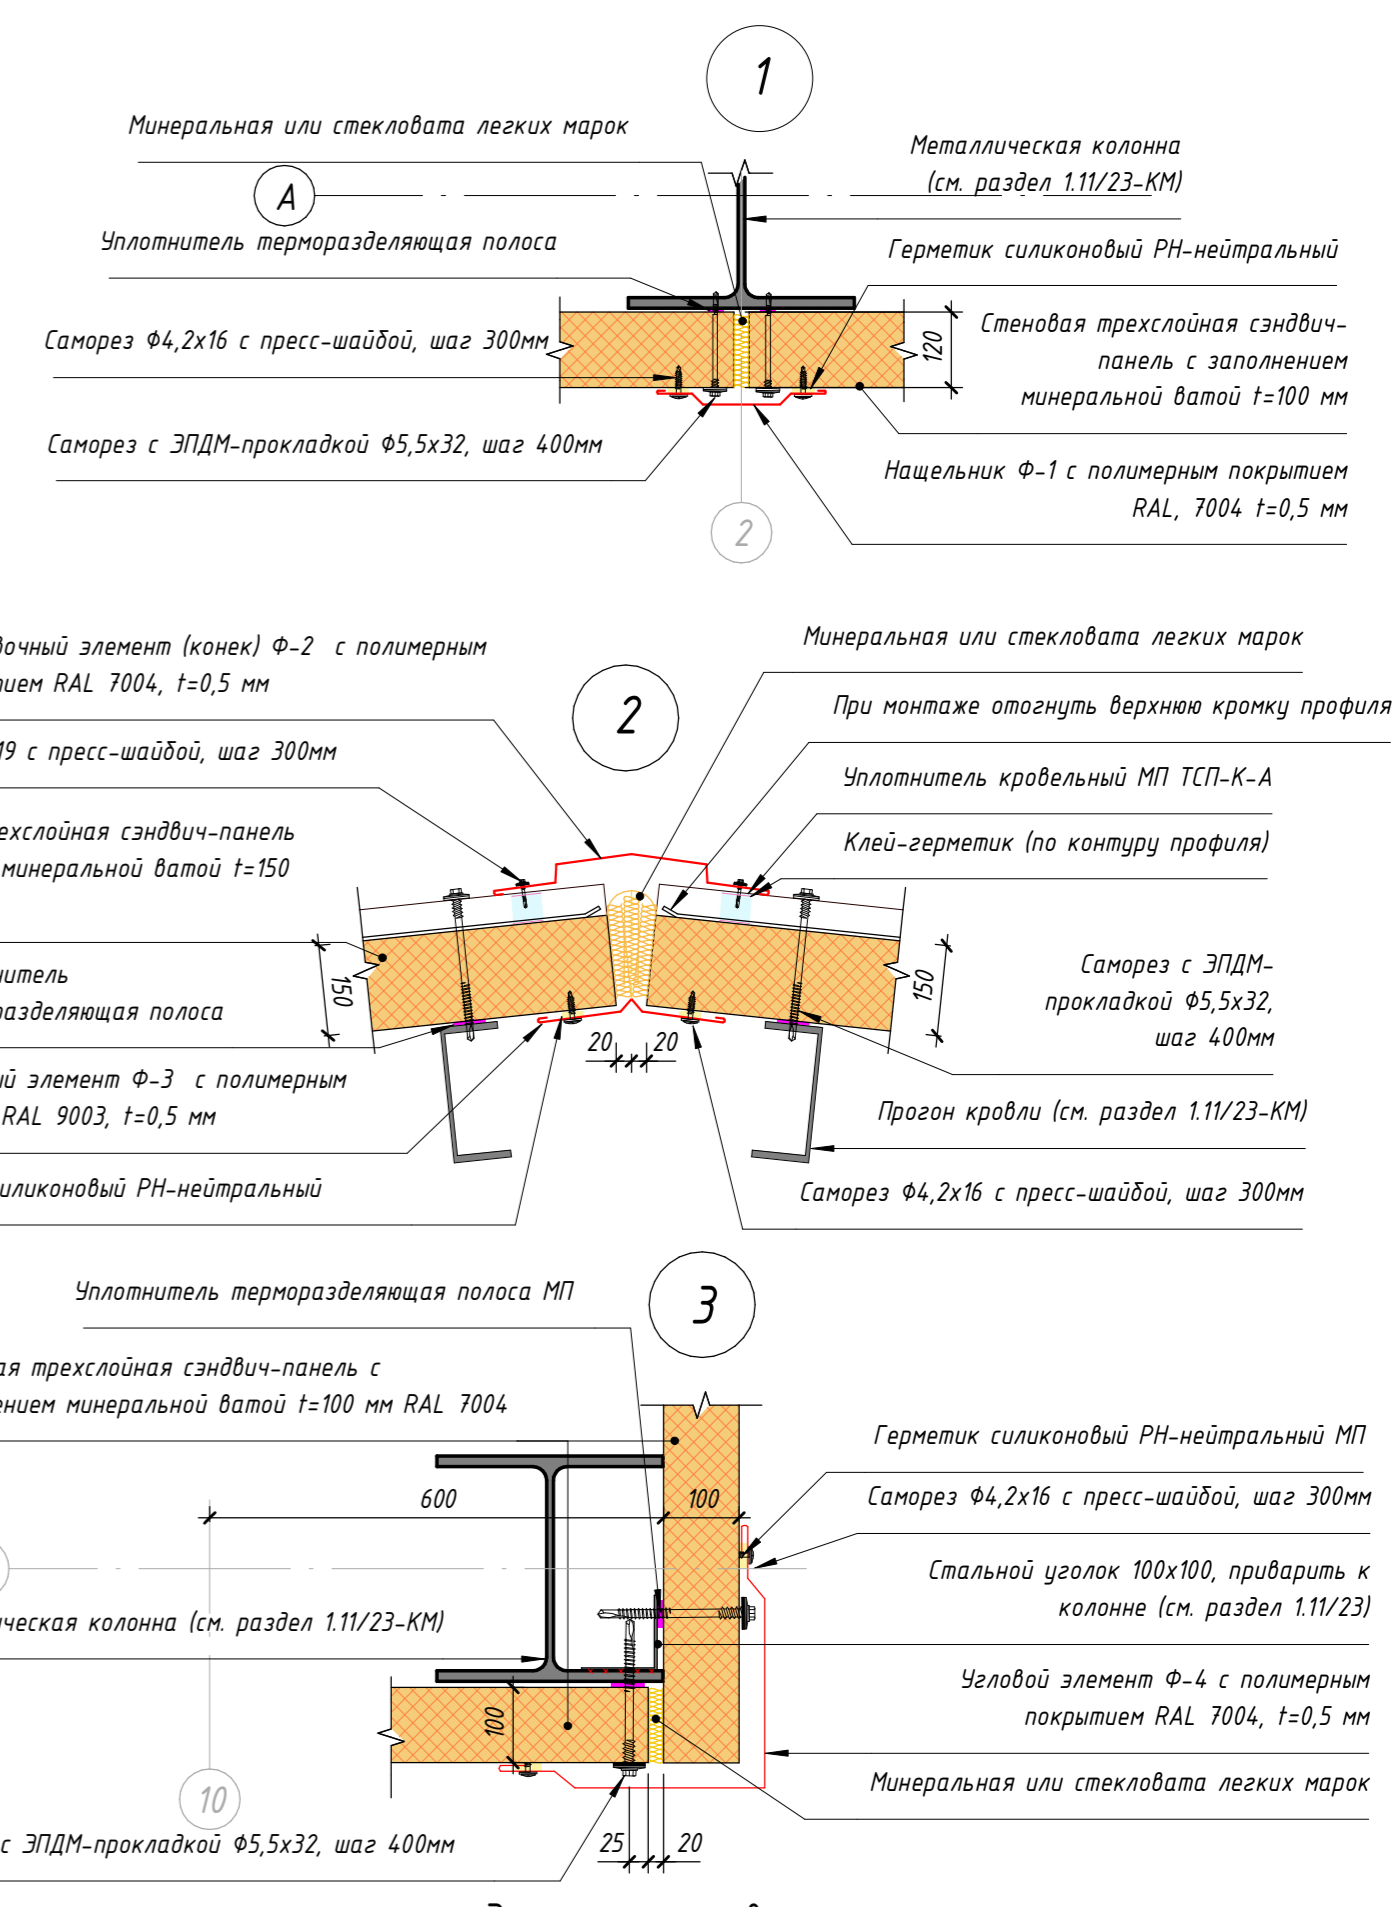 1
Минеральная или стекловата легких марок
Металлическая колонна
(см. раздел 1.11/23-КМ)
А
Уплотнитель терморазделяющая полоса
Герметик силиконовый РН-нейтральный
Саморез Ф4,2х16 с пресс-шайбой, шаг 300мм
120
Стеновая трехслойная сэндвич-
панель с заполнением
минеральной ватой t=100 мм
Саморез с ЭПДМ-прокладкой Ф5,5х32, шаг 400мм
Нащельник Ф-1 с полимерным покрытием
RAL, 7004 t=0,5 мм
2
вочный элемент (конек) Ф-2 с полимерным
тием RAL 7004, t=0,5 мм
2
Минеральная или стекловата легких марок
При монтаже отогнуть верхнюю кромку профиля
19 с пресс-шайбой, шаг 300мм
Уплотнитель кровельный МП ТСП-К-А
ехслойная сэндвич-панель
минеральной ватой t=150
Клей-герметик (по контуру профиля)
150
150
нитель
разделяющая полоса
Саморез с ЭПДМ-
прокладкой Ф5,5х32,
шаг 400мм
20 20
ый элемент Ф-3 с полимерным
RAL 9003, t=0,5 мм
Прогон кровли (см. раздел 1.11/23-КМ)
силиконовый РН-нейтральный
Саморез Ф4,2х16 с пресс-шайбой, шаг 300мм
3
Уплотнитель терморазделяющая полоса МП
ая трехслойная сэндвич-панель с
ением минеральной ватой t=100 мм RAL 7004
Герметик силиконовый РН-нейтральный МП
600
100
Саморез Ф4,2х16 с пресс-шайбой, шаг 300мм
Стальной уголок 100х100, приварить к
колонне (см. раздел 1.11/23)
ическая колонна (см. раздел 1.11/23-КМ)
Угловой элемент Ф-4 с полимерным
покрытием RAL 7004, t=0,5 мм
100
Минеральная или стекловата легких марок
10
с ЭПДМ-прокладкой Ф5,5х32, шаг 400мм
25 20